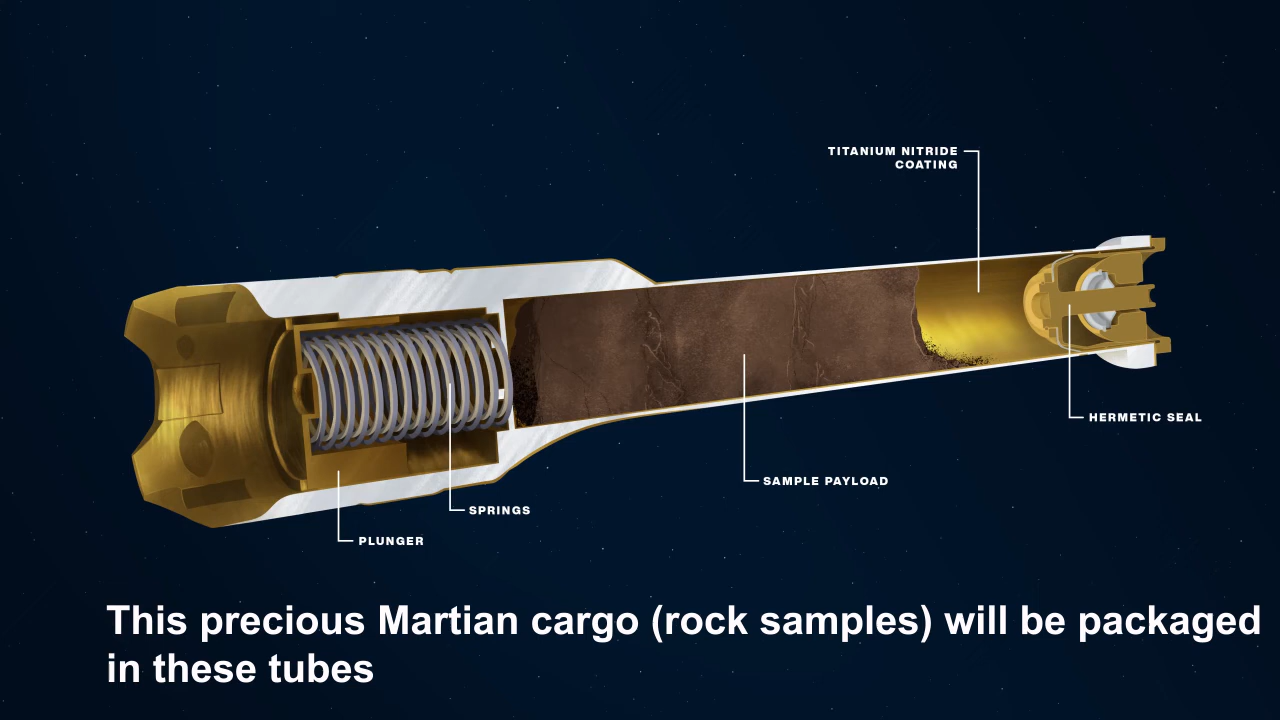 TITANIUM NITRIDE
COATING
HERMETIC SEAL
SAMPLE PAYLOAD
SPRINGS
PLUNGER
This precious Martian cargo (rock samples) will be packaged
in these tubes